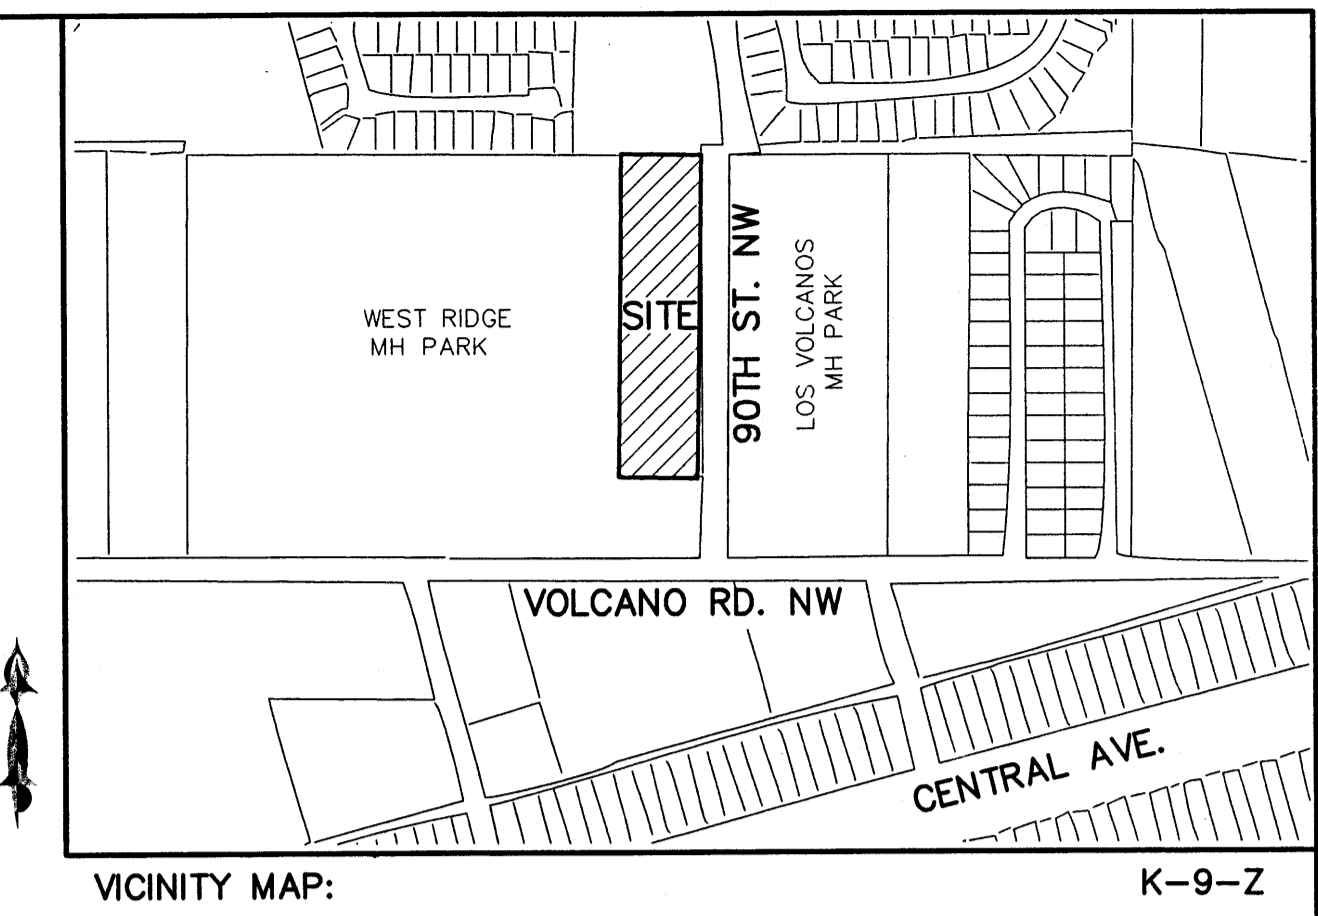 WEST RIDGE
MH PARK
SITE
90TH ST. NW
LOS VOLCANOS
MH PARK
VOLCANO RD. NW
CENTRAL AVE.
VICINITY MAP:
K-9-Z